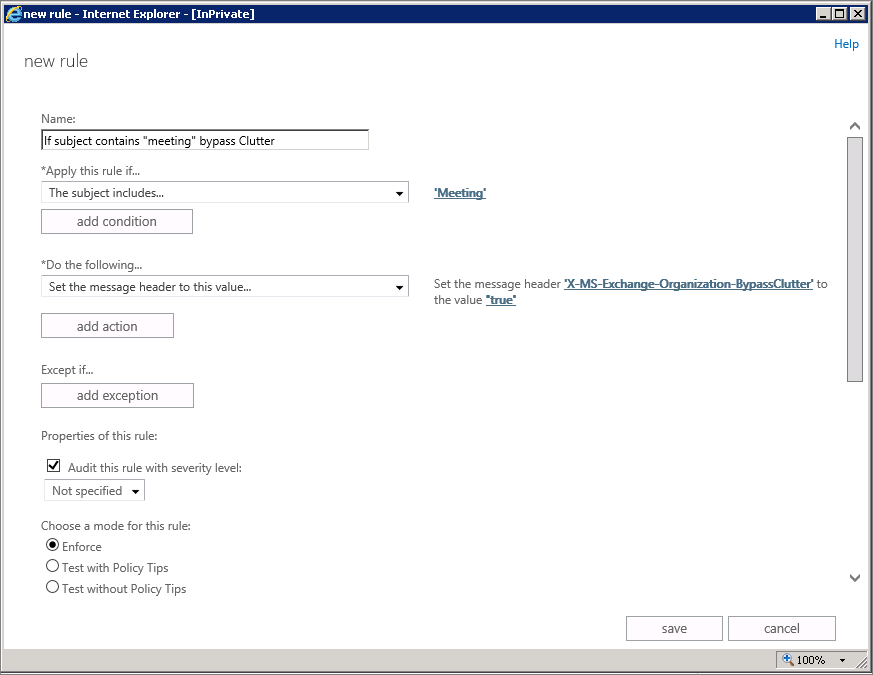 new rule - Internet Explorer - [InPrivate]
Help
new rule
Name:
If subject contains "meeting" bypass Clutter
*Apply this rule if...
The subject includes...
'Meeting'
add condition
*Do the following...
Set the message header to this value...
Set the message header 'X-MS-Exchange-Organization-BypassClutter' to
the value "true"
add action
Except if...
add exception
Properties of this rule:
Audit this rule with severity level:
Not specified
Choose a mode for this rule:
Enforce
Test with Policy Tips
Test without Policy Tips
save
cancel
100%